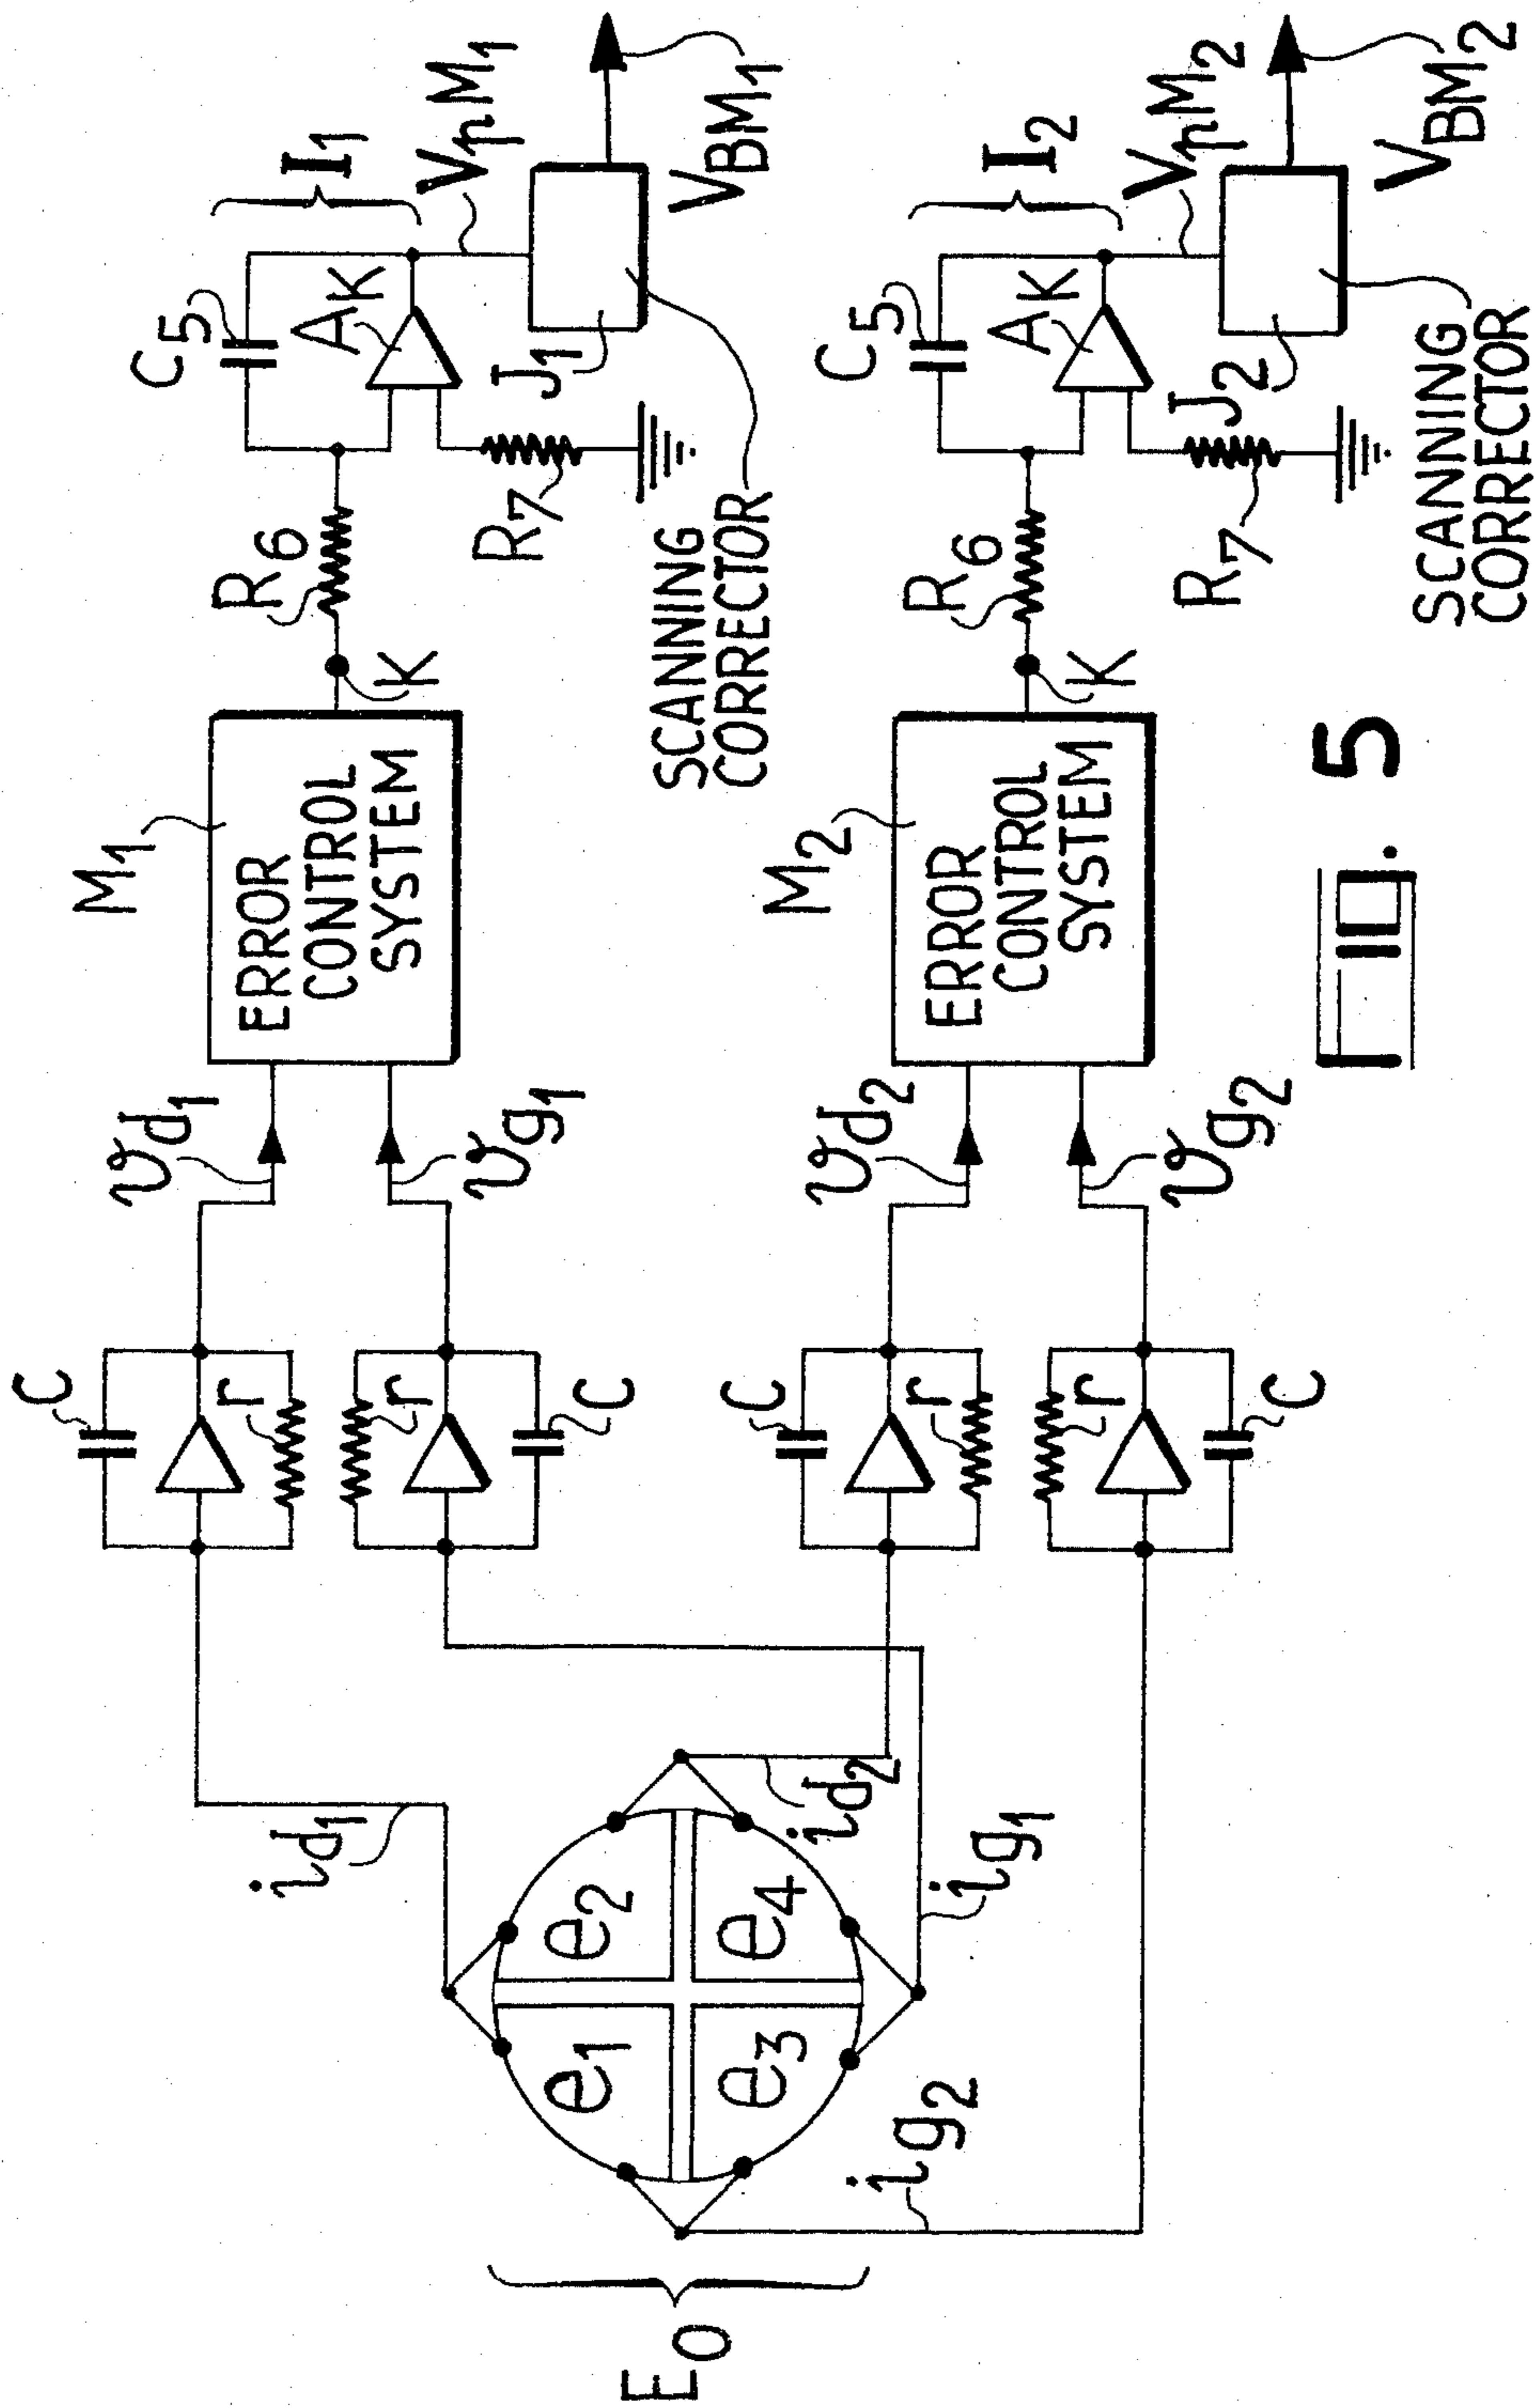 E0
e1
e2
e3
e4
id1
id2
ig1
ig2
C
r
r
C
C
r
r
C
Vd1
Vg1
Vd2
Vg2
M1
ERROR
CONTROL
SYSTEM
M2
ERROR
CONTROL
SYSTEM
K
R6
C5
AK
R7
I1
VηM1
J1
VBM1
SCANNING
CORRECTOR
K
R6
C5
AK
R7
I2
VηM2
J2
VBM2
SCANNING
CORRECTOR
FIG. 5